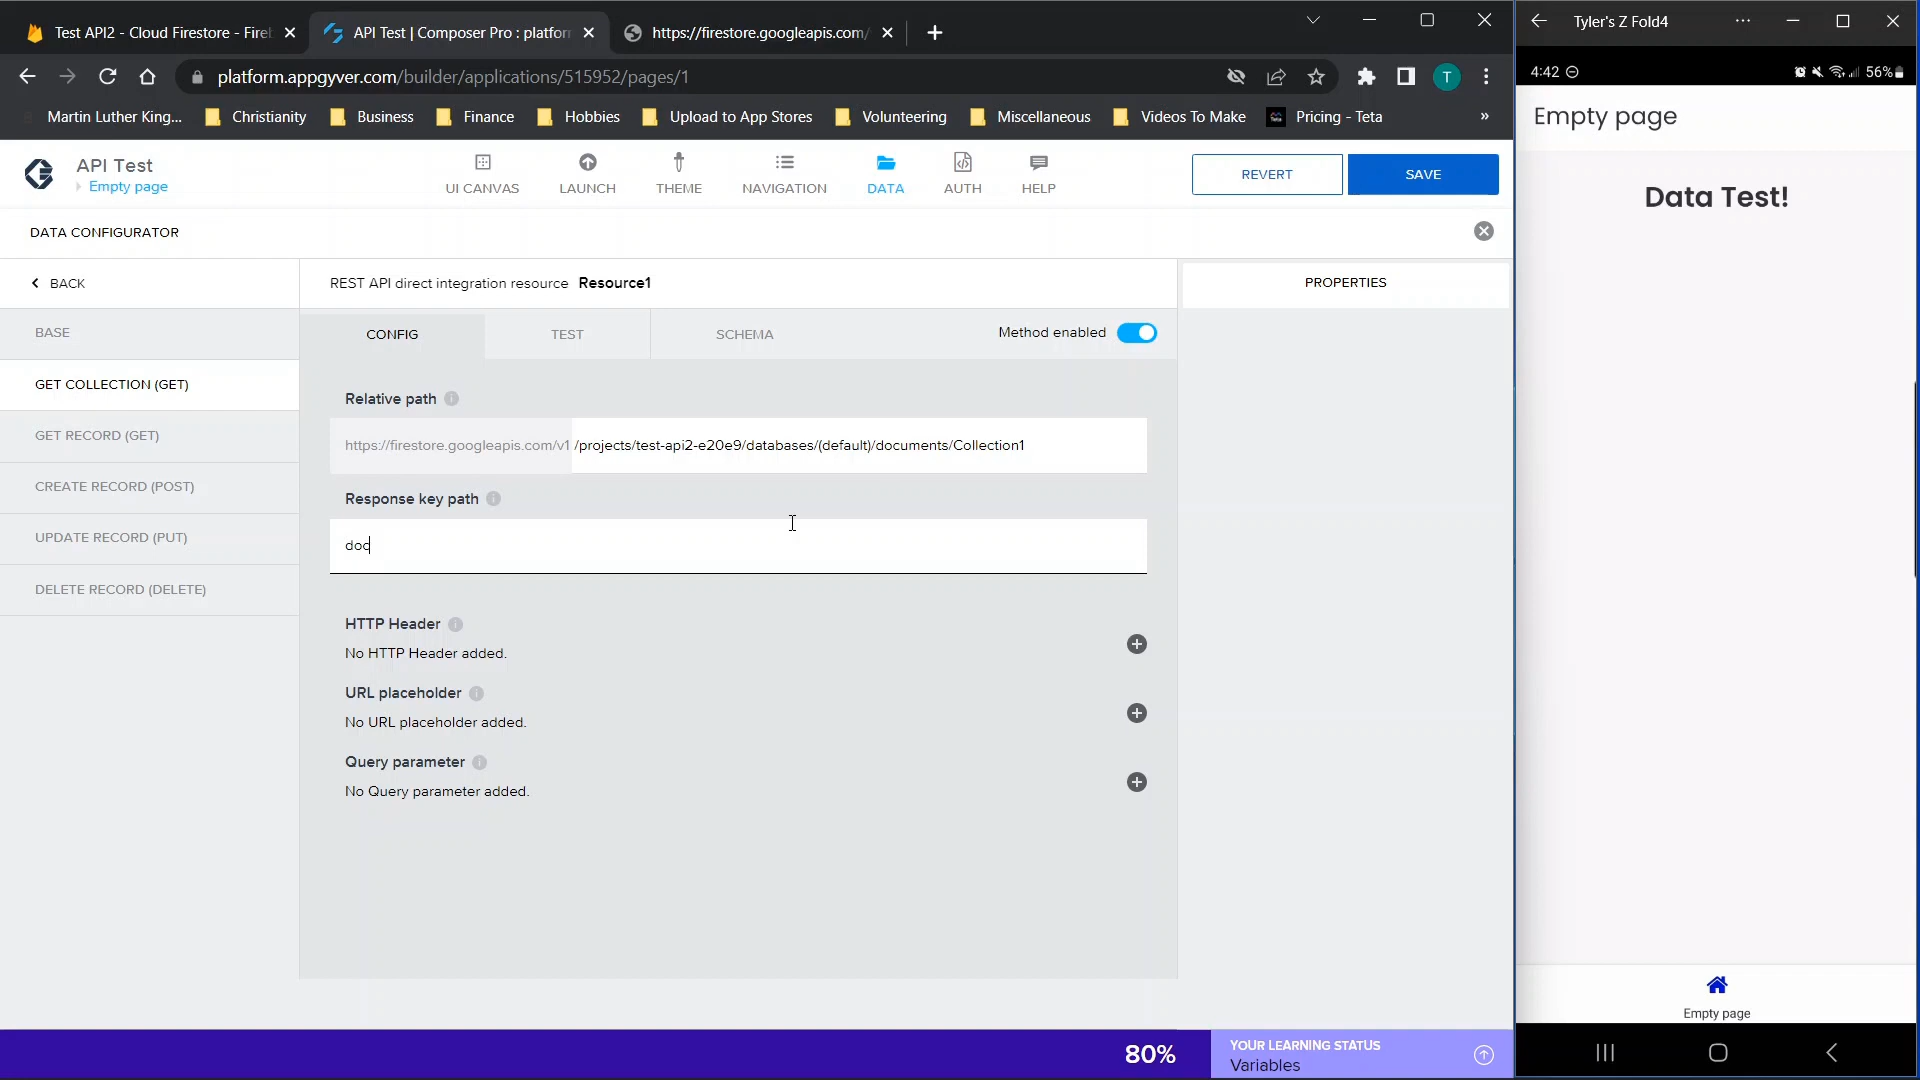 Test API2 - Cloud Firestore - Fireb
API Test | Composer Pro : platfor
https://firestore.googleapis.com/
platform.appgyver.com/builder/applications/515952/pages/1
T
Martin Luther King...
Christianity
Business
Finance
Hobbies
Upload to App Stores
Volunteering
Miscellaneous
Videos To Make
Pricing - Teta
»
API Test
Empty page
UI CANVAS
LAUNCH
THEME
NAVIGATION
DATA
AUTH
HELP
REVERT
SAVE
DATA CONFIGURATOR
BACK
REST API direct integration resource Resource1
PROPERTIES
BASE
GET COLLECTION (GET)
GET RECORD (GET)
CREATE RECORD (POST)
UPDATE RECORD (PUT)
DELETE RECORD (DELETE)
CONFIG
TEST
SCHEMA
Method enabled
Relative path
https://firestore.googleapis.com/v1 /projects/test-api2-e20e9/databases/(default)/documents/Collection1
Response key path
doc
HTTP Header
No HTTP Header added.
URL placeholder
No URL placeholder added.
Query parameter
No Query parameter added.
80%
YOUR LEARNING STATUS
Variables
Tyler's Z Fold4
4:42
56%
Empty page
Data Test!
Empty page